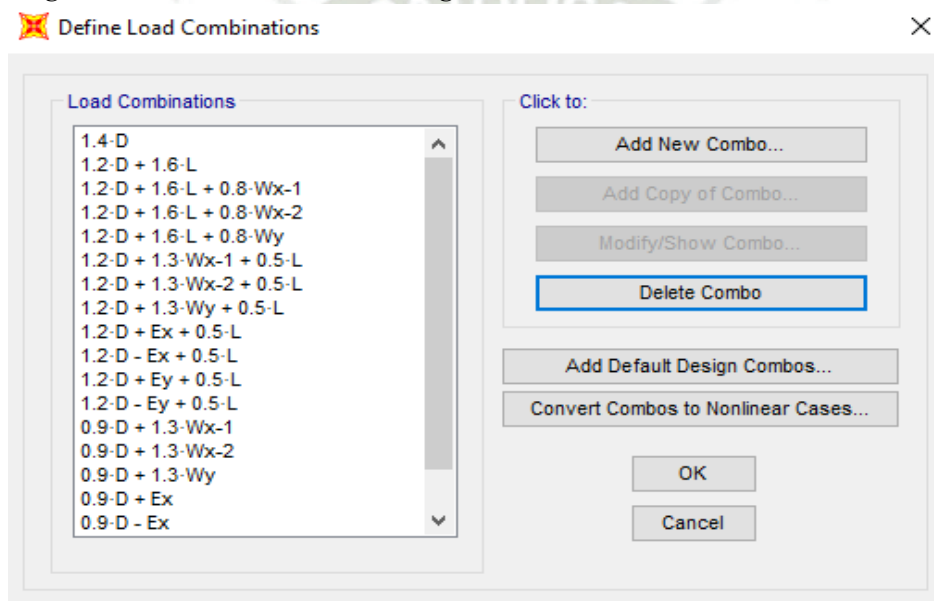 Define Load Combinations
Load Combinations
1.4·D
1.2·D + 1.6·L
1.2·D + 1.6·L + 0.8·Wx-1
1.2·D + 1.6·L + 0.8·Wx-2
1.2·D + 1.6·L + 0.8·Wy
1.2·D + 1.3·Wx-1 + 0.5·L
1.2·D + 1.3·Wx-2 + 0.5·L
1.2·D + 1.3·Wy + 0.5·L
1.2·D + Ex + 0.5·L
1.2·D - Ex + 0.5·L
1.2·D + Ey + 0.5·L
1.2·D - Ey + 0.5·L
0.9·D + 1.3·Wx-1
0.9·D + 1.3·Wx-2
0.9·D + 1.3·Wy
0.9·D + Ex
0.9·D - Ex
Click to:
Add New Combo...
Add Copy of Combo...
Modify/Show Combo...
Delete Combo
Add Default Design Combos...
Convert Combos to Nonlinear Cases...
OK
Cancel